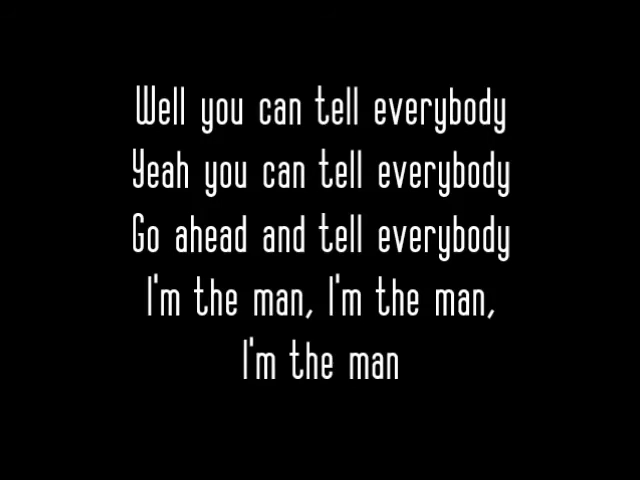 Well you can tell everybody
Yeah you can tell everybody
Go ahead and tell everybody
I'm the man, I'm the man,
I'm the man